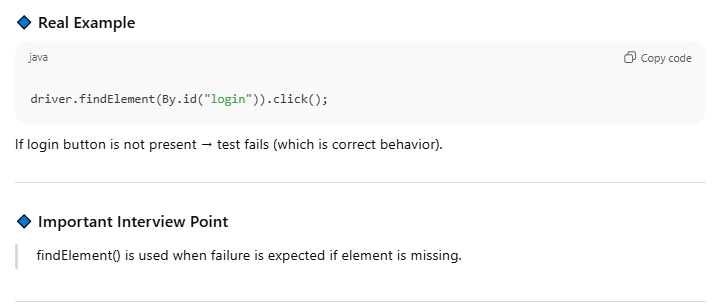 Real Example
java
Copy code
driver.findElement(By.id("login")).click();
If login button is not present → test fails (which is correct behavior).
Important Interview Point
findElement() is used when failure is expected if element is missing.